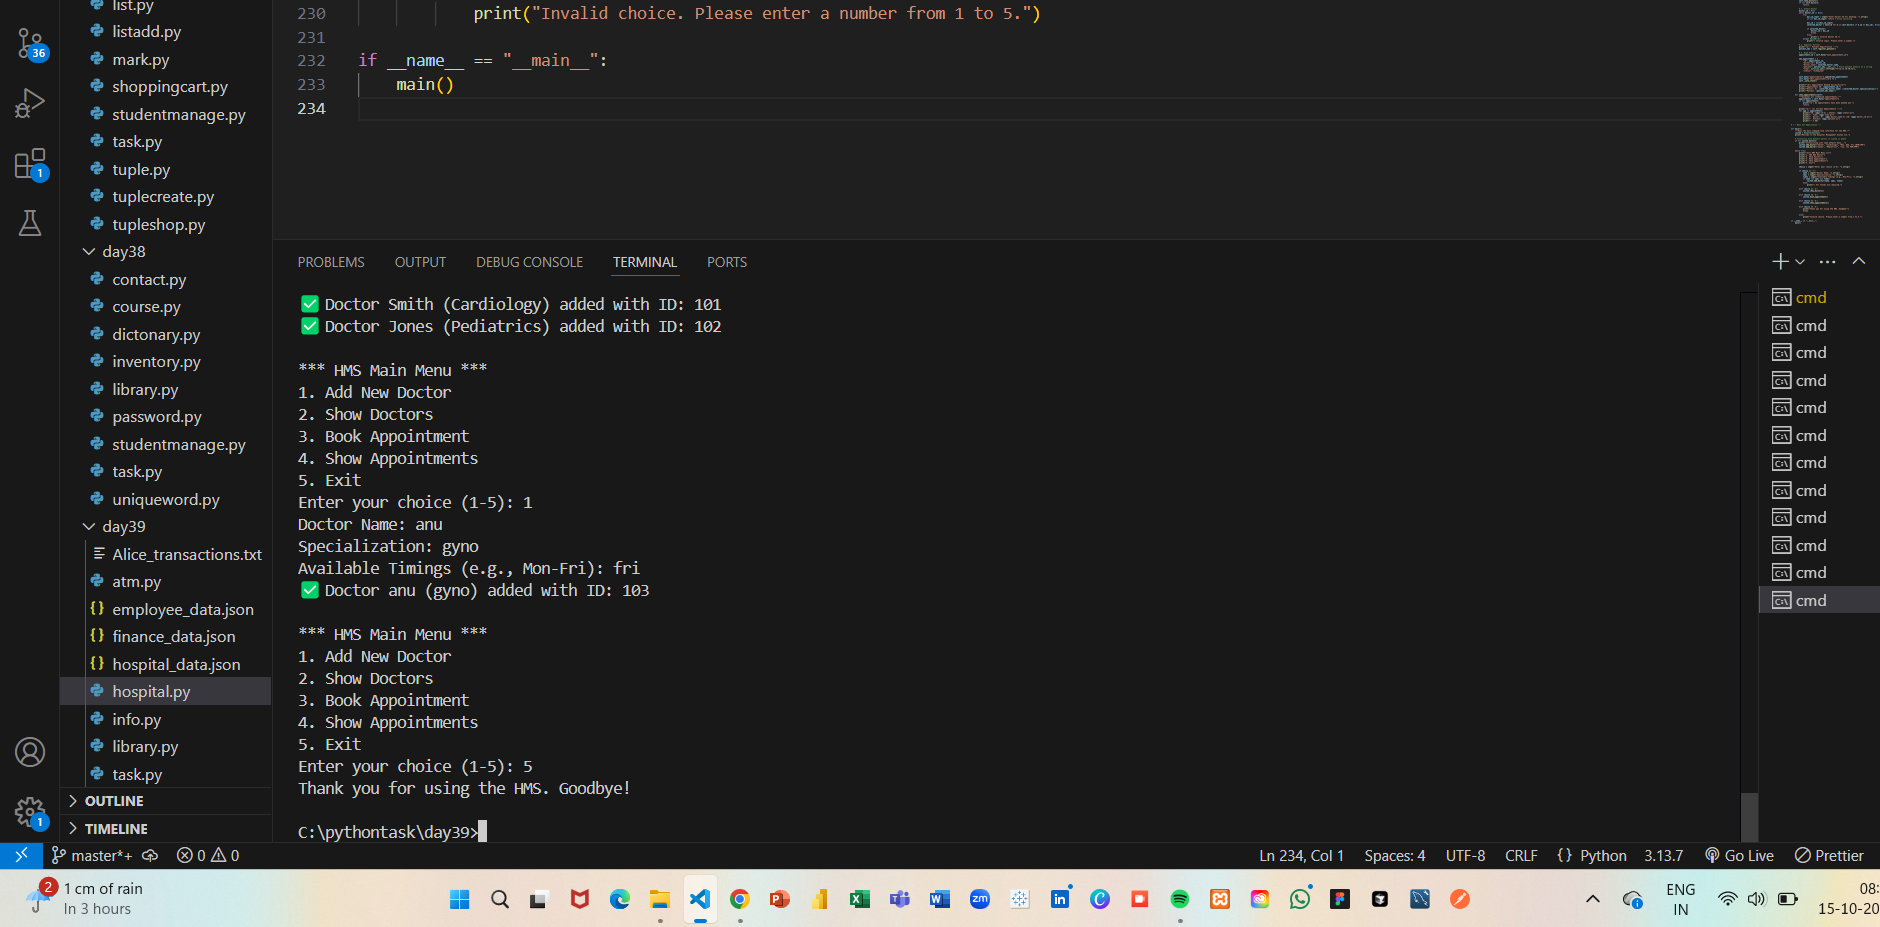 list.py
listadd.py
mark.py
shoppingcart.py
studentmanage.py
task.py
tuple.py
tuplecreate.py
tupleshop.py
day38
contact.py
course.py
dictonary.py
inventory.py
library.py
password.py
studentmanage.py
task.py
uniqueword.py
day39
Alice_transactions.txt
atm.py
employee_data.json
finance_data.json
hospital_data.json
hospital.py
info.py
library.py
task.py
OUTLINE
TIMELINE
36
1
1
230 print("Invalid choice. Please enter a number from 1 to 5.")
231
232 if __name__ == "__main__":
233 main()
234
PROBLEMS OUTPUT DEBUG CONSOLE TERMINAL PORTS
✅ Doctor Smith (Cardiology) added with ID: 101
✅ Doctor Jones (Pediatrics) added with ID: 102
*** HMS Main Menu ***
1. Add New Doctor
2. Show Doctors
3. Book Appointment
4. Show Appointments
5. Exit
Enter your choice (1-5): 1
Doctor Name: anu
Specialization: gyno
Available Timings (e.g., Mon-Fri): fri
✅ Doctor anu (gyno) added with ID: 103
*** HMS Main Menu ***
1. Add New Doctor
2. Show Doctors
3. Book Appointment
4. Show Appointments
5. Exit
Enter your choice (1-5): 5
Thank you for using the HMS. Goodbye!
C:\pythontask\day39>
cmd
cmd
cmd
cmd
cmd
cmd
cmd
cmd
cmd
cmd
cmd
cmd
master*+ 0 0 Ln 234, Col 1 Spaces: 4 UTF-8 CRLF {} Python 3.13.7 Go Live Prettier
2
1 cm of rain
In 3 hours
zm
in
ENG
IN
08:
15-10-20